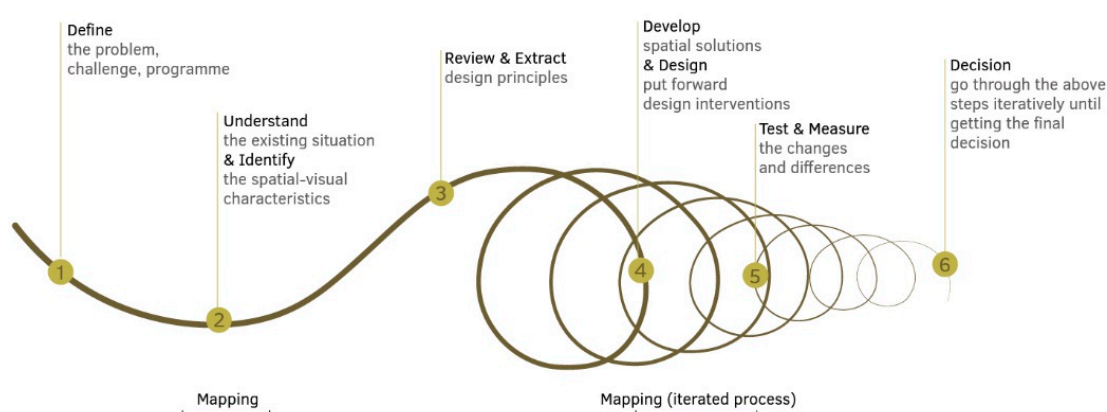 Define
the problem,
challenge, programme
1
Understand
the existing situation
& Identify
the spatial-visual
characteristics
2
Review & Extract
design principles
3
Develop
spatial solutions
& Design
put forward
design interventions
4
Test & Measure
the changes
and differences
5
Decision
go through the above
steps iteratively until
getting the final
decision
6
Mapping
Mapping (iterated process)